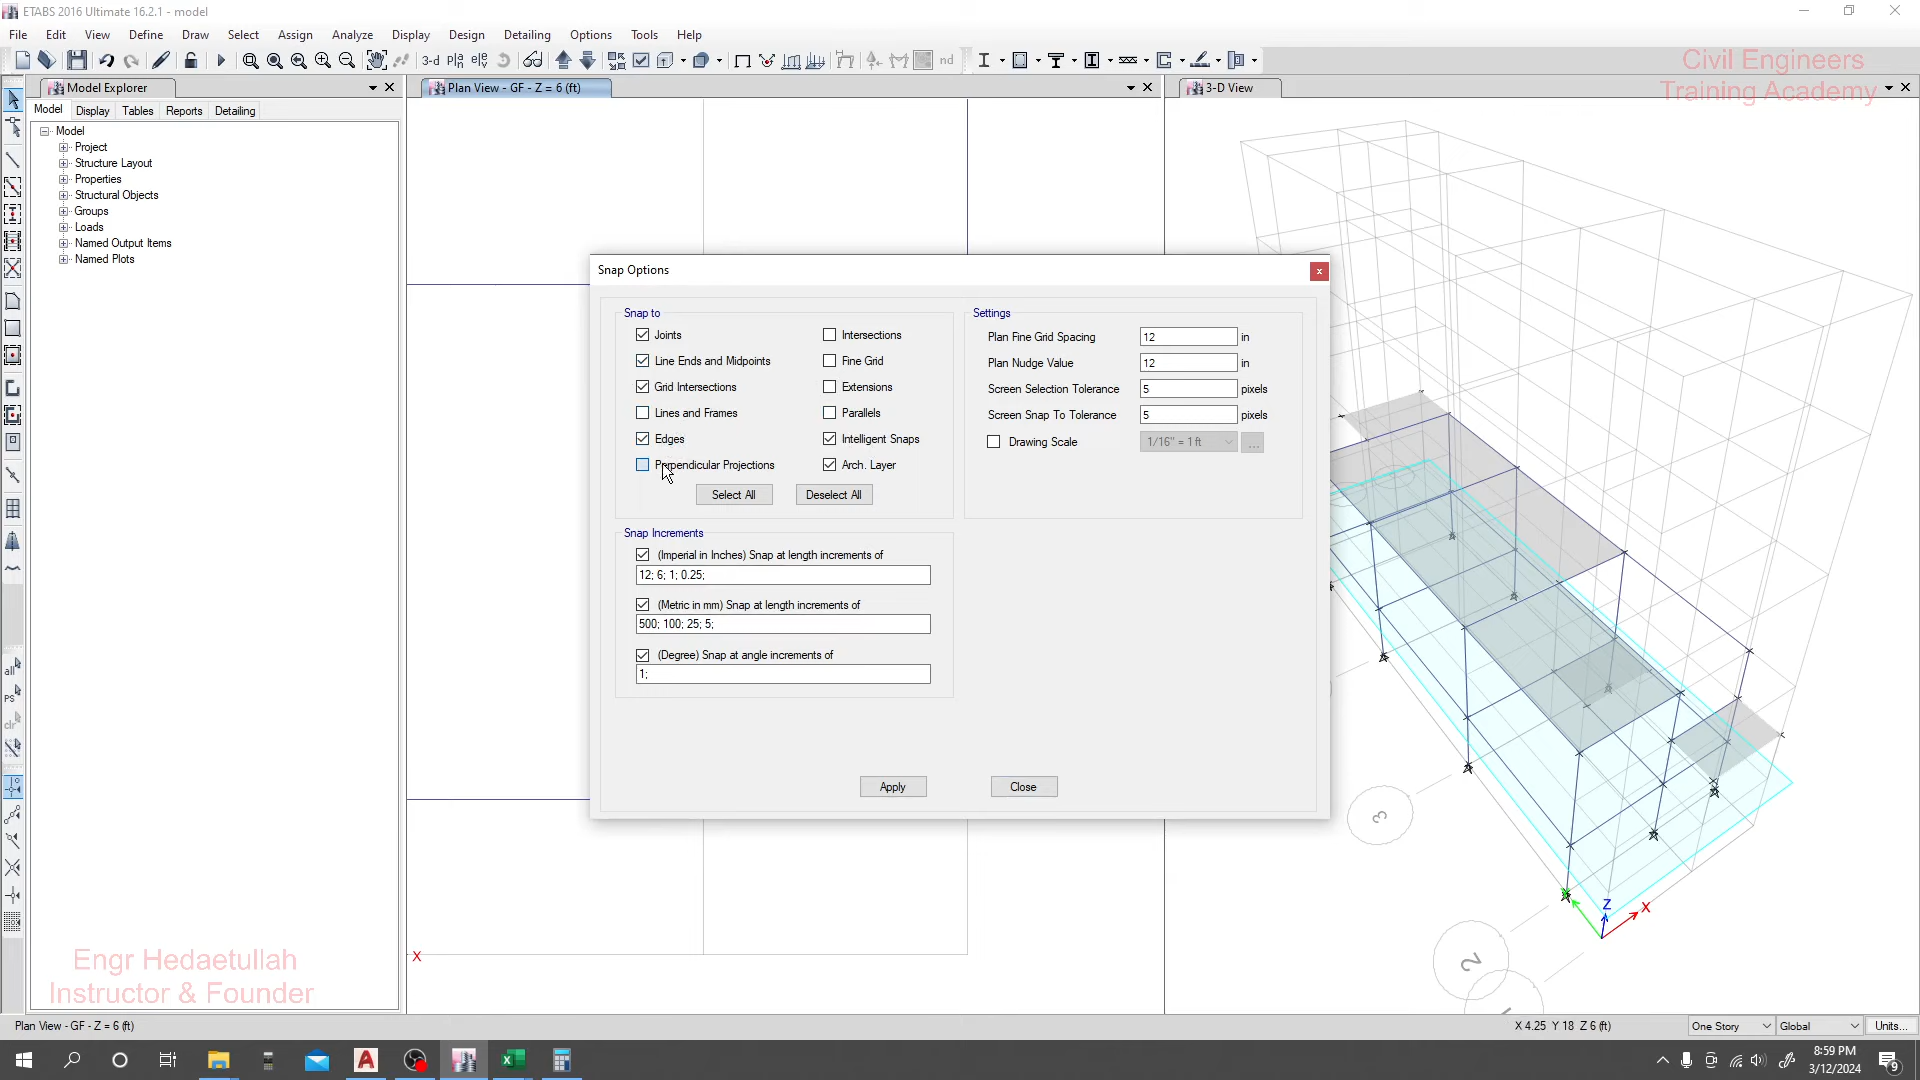 ETABS 2016 Ultimate 16.2.1 - model
File Edit View Define Draw Select Assign Analyze Display Design Detailing Options Tools Help
3-d
nd
Civil Engineers
Training Academy
Model Explorer
Plan View - GF - Z = 6 (ft)
3-D View
Model Display Tables Reports Detailing
Model
Project
Structure Layout
Properties
Structural Objects
Groups
Loads
Named Output Items
Named Plots
Snap Options
Snap to
Joints
Line Ends and Midpoints
Grid Intersections
Lines and Frames
Edges
Perpendicular Projections
Intersections
Fine Grid
Extensions
Parallels
Intelligent Snaps
Arch. Layer
Select All
Deselect All
Settings
Plan Fine Grid Spacing 12 in
Plan Nudge Value 12 in
Screen Selection Tolerance 5 pixels
Screen Snap To Tolerance 5 pixels
Drawing Scale 1/16" = 1 ft ...
Snap Increments
(Imperial in Inches) Snap at length increments of
12; 6; 1; 0.25;
(Metric in mm) Snap at length increments of
500; 100; 25; 5;
(Degree) Snap at angle increments of
1;
Apply
Close
all
ps
clr
X
3
2
Z
X
Engr Hedaetullah
Instructor & Founder
Plan View - GF - Z = 6 (ft)
X 4.25 Y 18 Z 6 (ft)
One Story
Global
Units...
8:59 PM
3/12/2024
9